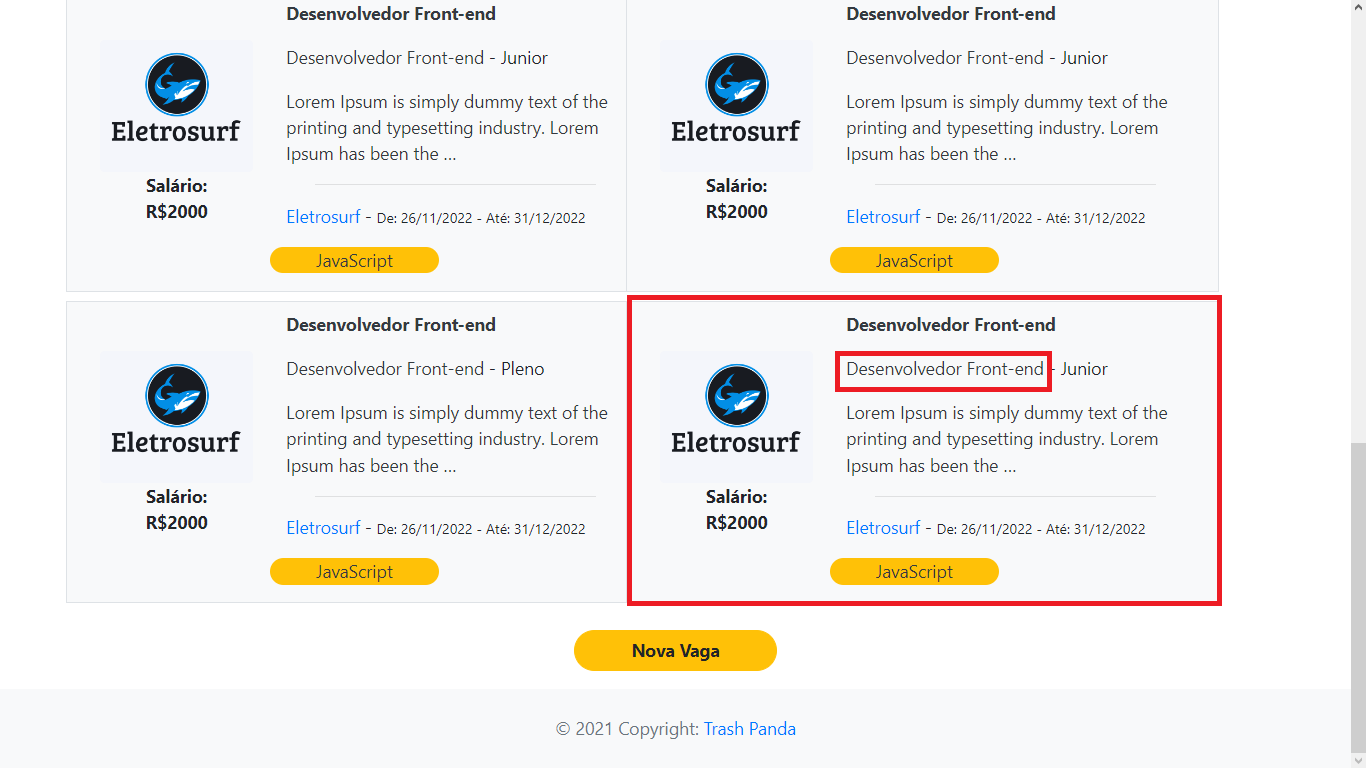 Desenvolvedor Front-end
Desenvolvedor Front-end - Junior
Lorem Ipsum is simply dummy text of the
printing and typesetting industry. Lorem
Ipsum has been the ...
Eletrosurf
Salário:
R$2000
Eletrosurf - De: 26/11/2022 - Até: 31/12/2022
JavaScript
Desenvolvedor Front-end
Desenvolvedor Front-end - Junior
Lorem Ipsum is simply dummy text of the
printing and typesetting industry. Lorem
Ipsum has been the ...
Eletrosurf
Salário:
R$2000
Eletrosurf - De: 26/11/2022 - Até: 31/12/2022
JavaScript
Desenvolvedor Front-end
Desenvolvedor Front-end - Pleno
Lorem Ipsum is simply dummy text of the
printing and typesetting industry. Lorem
Ipsum has been the ...
Eletrosurf
Salário:
R$2000
Eletrosurf - De: 26/11/2022 - Até: 31/12/2022
JavaScript
Desenvolvedor Front-end
Desenvolvedor Front-end - Junior
Lorem Ipsum is simply dummy text of the
printing and typesetting industry. Lorem
Ipsum has been the ...
Eletrosurf
Salário:
R$2000
Eletrosurf - De: 26/11/2022 - Até: 31/12/2022
JavaScript
Nova Vaga
© 2021 Copyright: Trash Panda